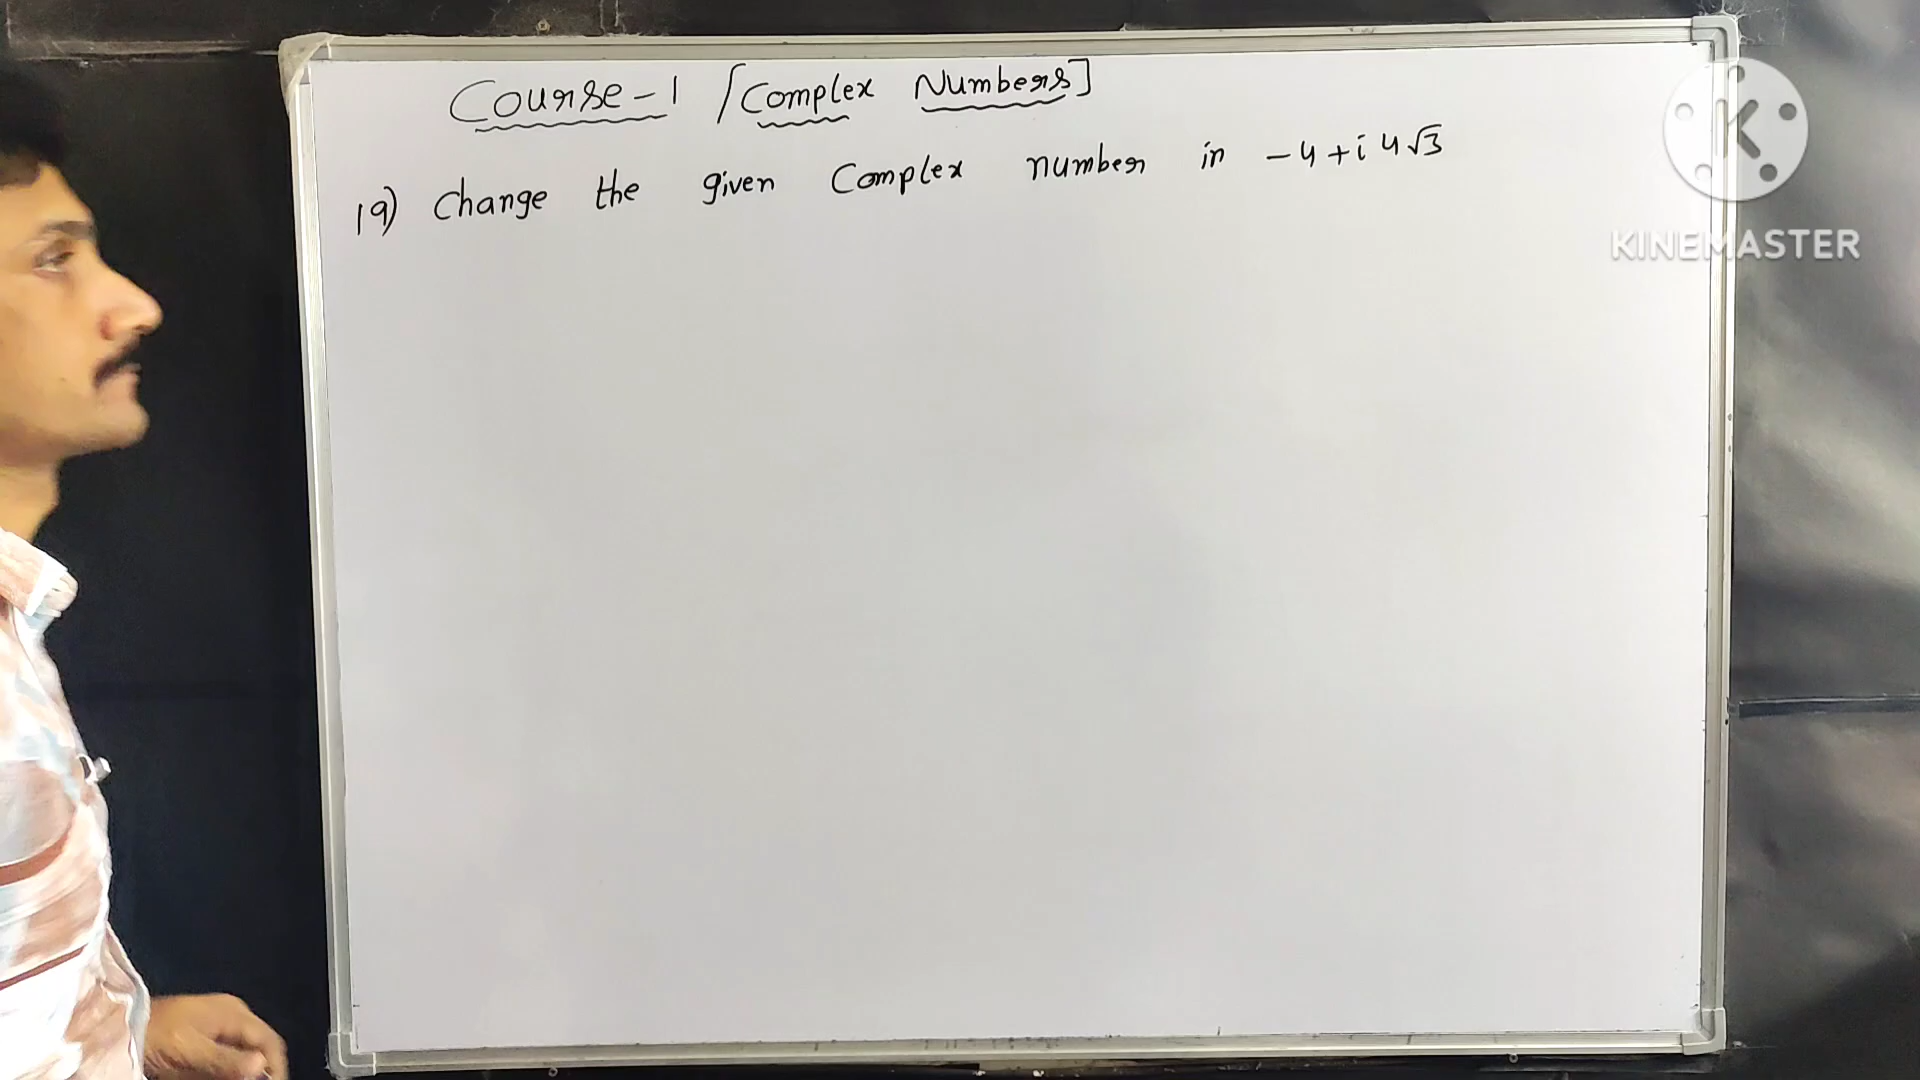 Course-1 [Complex Numbers]
19) Change the given Complex number in -4+i4√3
K
KINEMASTER